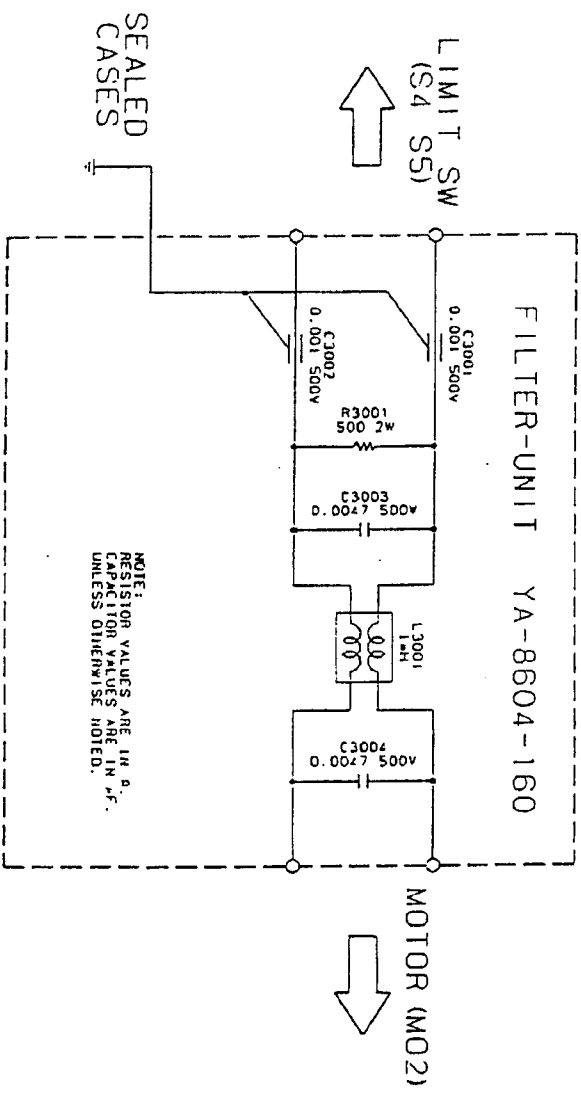 FILTER-UNIT YA-8604-160
LIMIT SW
(S4 S5)
SEALED
CASES
MOTOR (M02)
C3001
0.001 500V
C3002
0.001 500V
R3001
500 2W
C3003
0.0047 500V
L3001
1mH
C3004
0.0047 500V
NOTE:
RESISTOR VALUES ARE IN Ω.
CAPACITOR VALUES ARE IN μF.
UNLESS OTHERWISE NOTED.